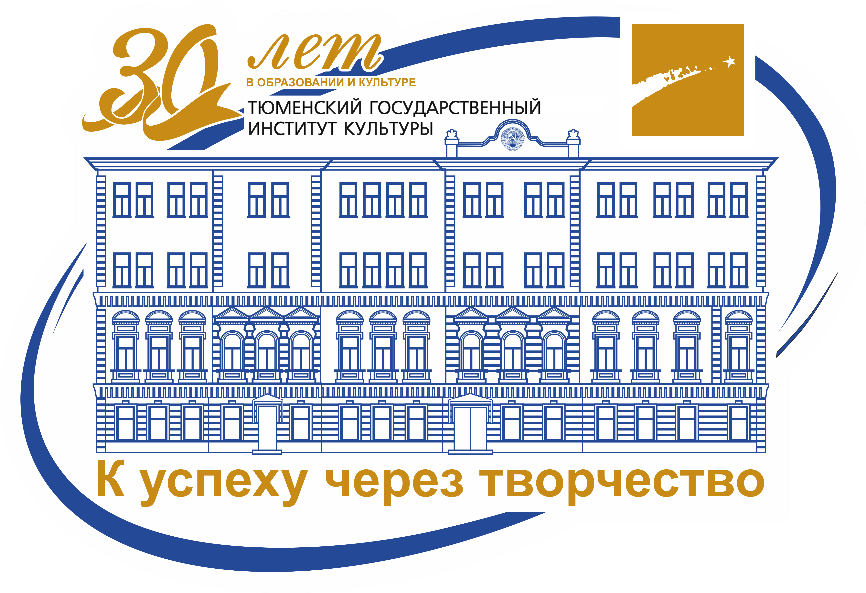 30 лет
В ОБРАЗОВАНИИ И КУЛЬТУРЕ
ТЮМЕНСКИЙ ГОСУДАРСТВЕННЫЙ
ИНСТИТУТ КУЛЬТУРЫ
К успеху через творчество